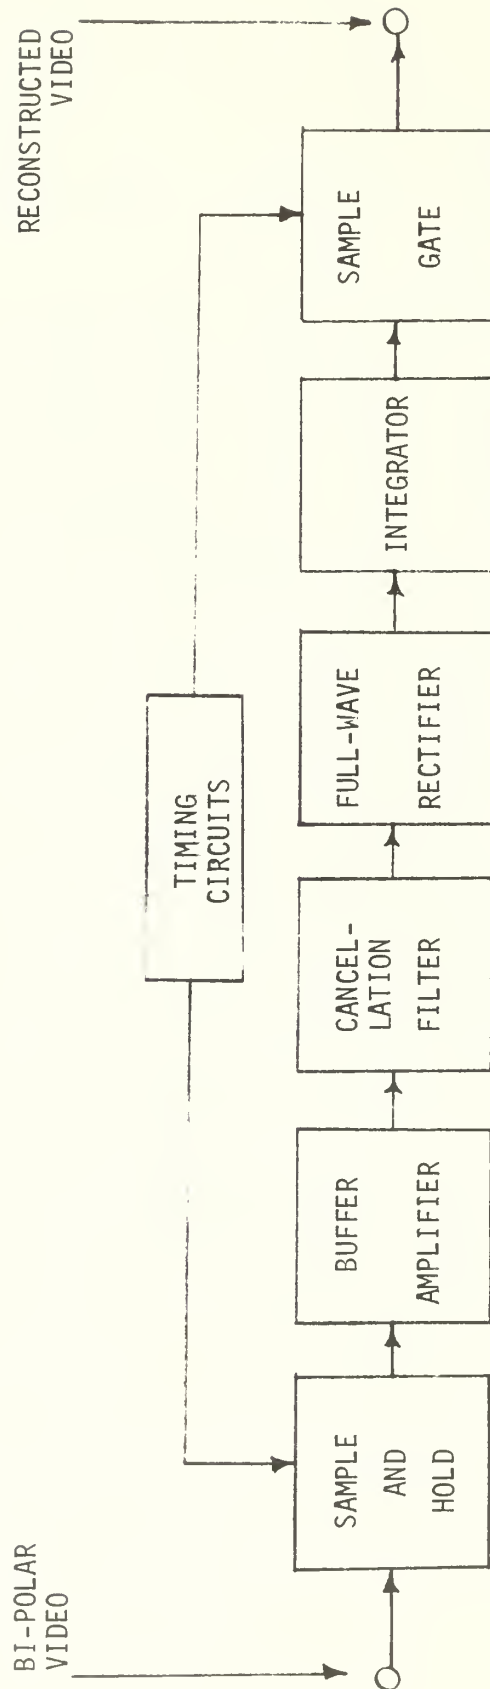 BI-POLAR
VIDEO
RECONSTRUCTED
VIDEO
TIMING
CIRCUITS
SAMPLE
AND
HOLD
BUFFER
AMPLIFIER
CANCEL-
LATION
FILTER
FULL-WAVE
RECTIFIER
INTEGRATOR
SAMPLE
GATE